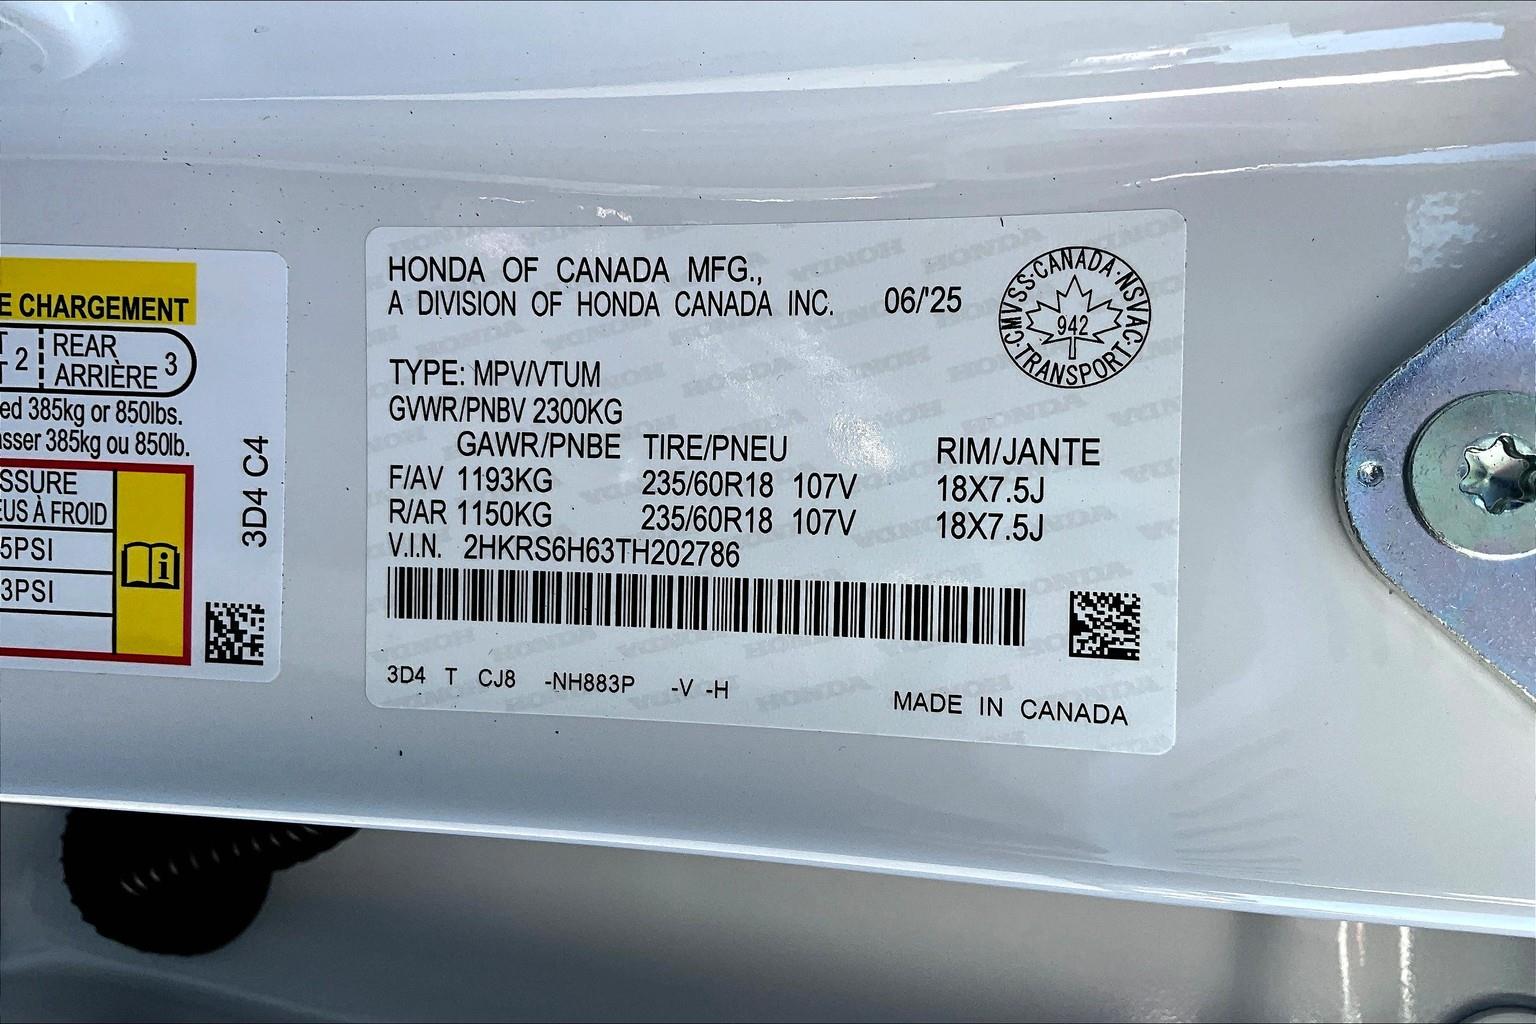 E CHARGEMENT
2 REAR 3
ARRIÈRE
ed 385kg or 850lbs.
asser 385kg ou 850lb.
SSURE
EUS À FROID
5PSI
3PSI
3D4 C4
HONDA OF CANADA MFG.,
A DIVISION OF HONDA CANADA INC. 06/'25
CMVSS · CANADA · NSVAC · TRANSPORT
942
TYPE: MPV/VTUM
GVWR/PNBV 2300KG
GAWR/PNBE TIRE/PNEU RIM/JANTE
F/AV 1193KG 235/60R18 107V 18X7.5J
R/AR 1150KG 235/60R18 107V 18X7.5J
V.I.N. 2HKRS6H63TH202786
3D4 T CJ8 -NH883P -V -H
MADE IN CANADA